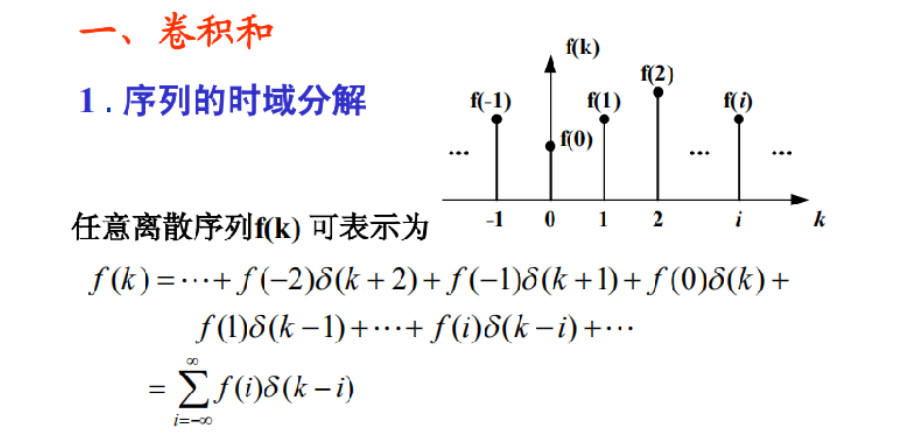 一、卷积和
1 . 序列的时域分解
f(k)
f(-1) f(0) f(1) f(2) f(i)
... ... ...
-1 0 1 2 i k
任意离散序列f(k) 可表示为
f(k)=⋯+f(−2)δ(k+2)+f(−1)δ(k+1)+f(0)δ(k)+
f(1)δ(k−1)+⋯+f(i)δ(k−i)+⋯
=∑_{i=−∞}^{∞} f(i)δ(k−i)